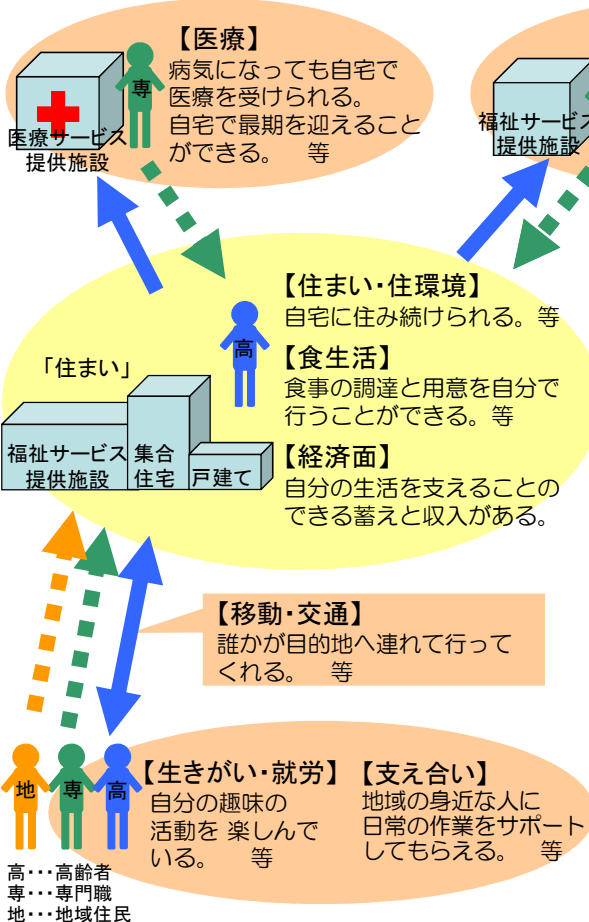 【医療】
病気になっても自宅で
医療を受けられる。
自宅で最期を迎えること
ができる。　等
専
医療サービス
提供施設
福祉サービス
提供施設
【住まい・住環境】
自宅に住み続けられる。等
高
【食生活】
食事の調達と用意を自分で
行うことができる。等
【経済面】
自分の生活を支えることの
できる蓄えと収入がある。
「住まい」
福祉サービス
提供施設
集合
住宅
戸建て
【移動・交通】
誰かが目的地へ連れて行って
くれる。　等
地
専
高
【生きがい・就労】
自分の趣味の
活動を 楽しんで
いる。　等
【支え合い】
地域の身近な人に
日常の作業をサポート
してもらえる。　等
高・・・高齢者
専・・・専門職
地・・・地域住民